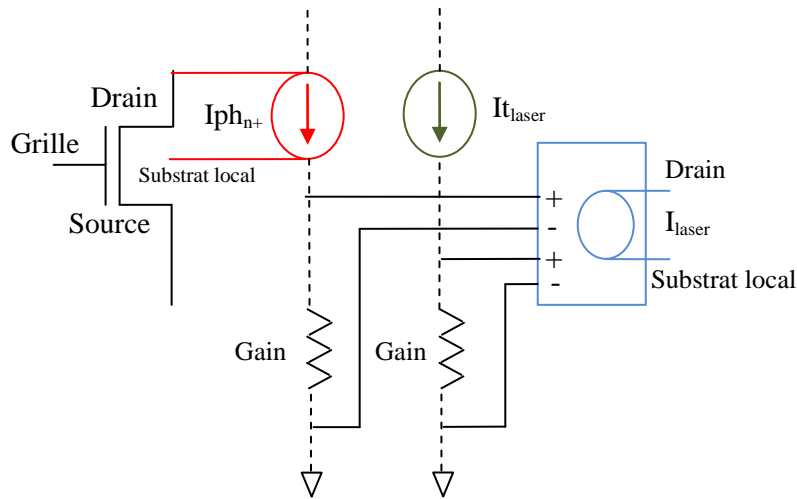 Drain
Iphn+
Itlaser
Grille
Substrat local
Source
Drain
+
-
Ilaser
+
-
Substrat local
Gain
Gain